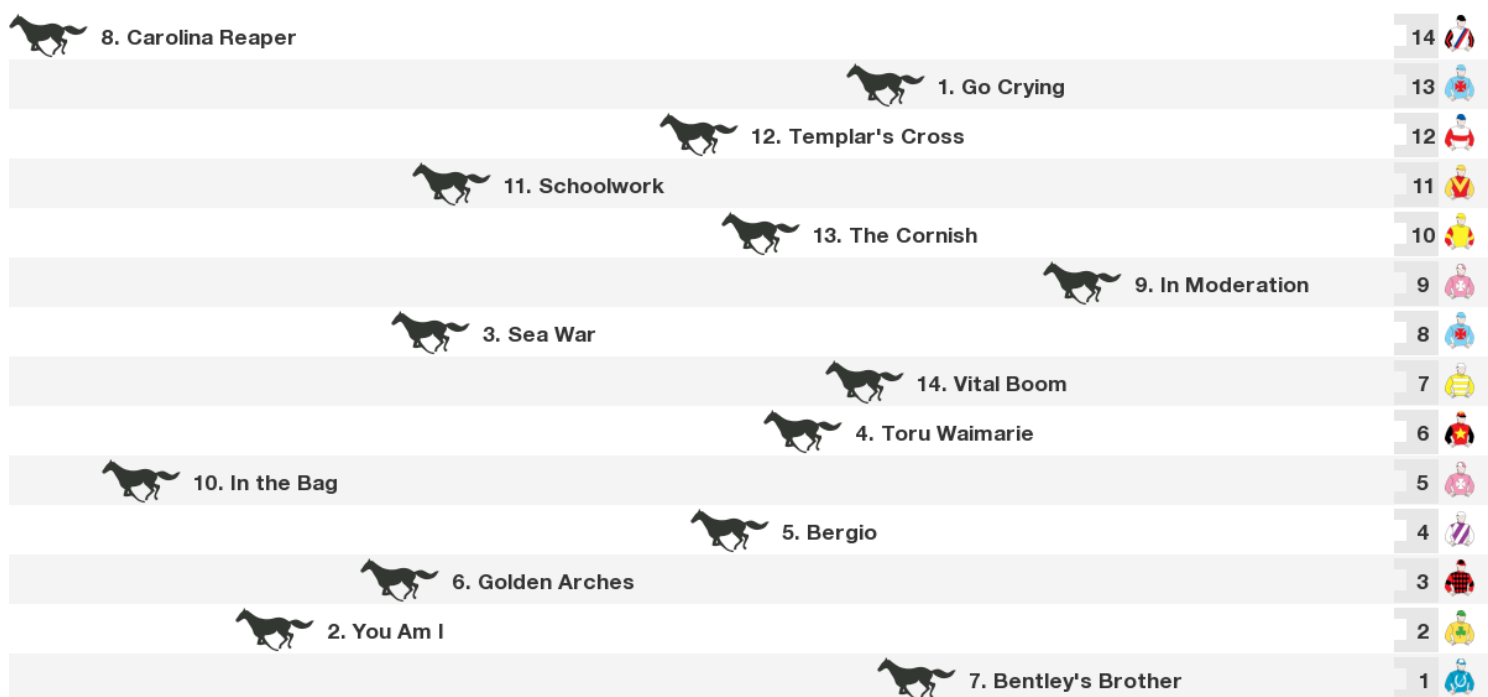 8. Carolina Reaper 14
1. Go Crying 13
12. Templar's Cross 12
11. Schoolwork 11
13. The Cornish 10
9. In Moderation 9
3. Sea War 8
14. Vital Boom 7
4. Toru Waimarie 6
10. In the Bag 5
5. Bergio 4
6. Golden Arches 3
2. You Am I 2
7. Bentley's Brother 1